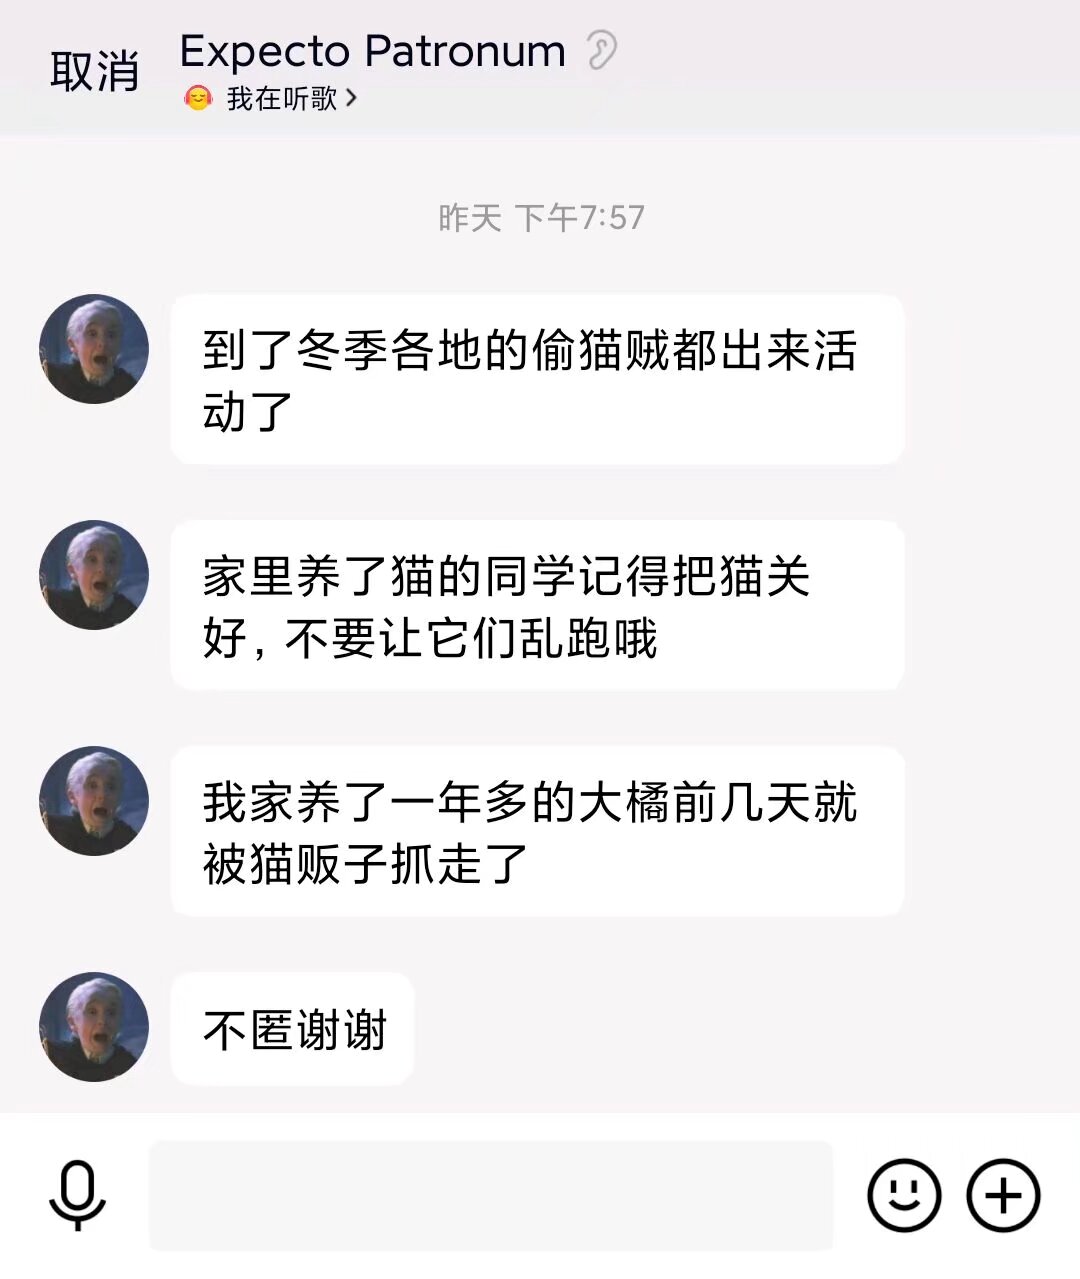 取消
Expecto Patronum
我在听歌
昨天 下午7:57
到了冬季各地的偷猫贼都出来活
动了
家里养了猫的同学记得把猫关
好，不要让它们乱跑哦
我家养了一年多的大橘前几天就
被猫贩子抓走了
不匿谢谢